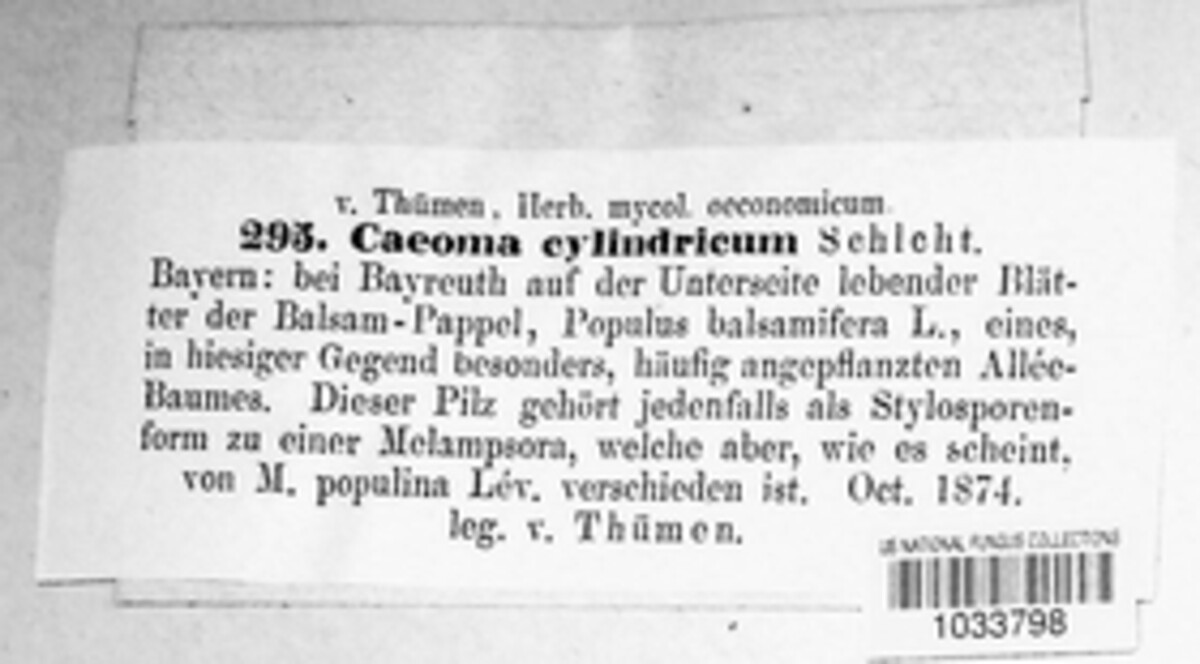 v. Thümen, Herb. mycol. oeconomicum.
295. Caeoma cylindricum Schlcht.
Bayern: bei Bayreuth auf der Unterseite lebender Blät-
ter der Balsam-Pappel, Populus balsamifera L., eines,
in hiesiger Gegend besonders, häufig angepflanzten Allée-
Baumes. Dieser Pilz gehört jedenfalls als Stylosporen-
form zu einer Melampsora, welche aber, wie es scheint,
von M. populina Lév. verschieden ist. Oct. 1874.
leg. v. Thümen.
US NATIONAL FUNGUS COLLECTIONS
1033798